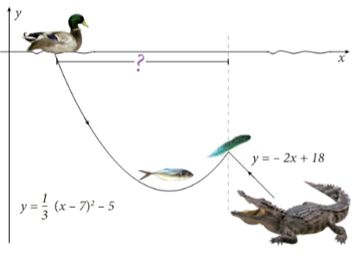 y
x
?
y = - 2x + 18
y = 1/3 (x - 7)² - 5